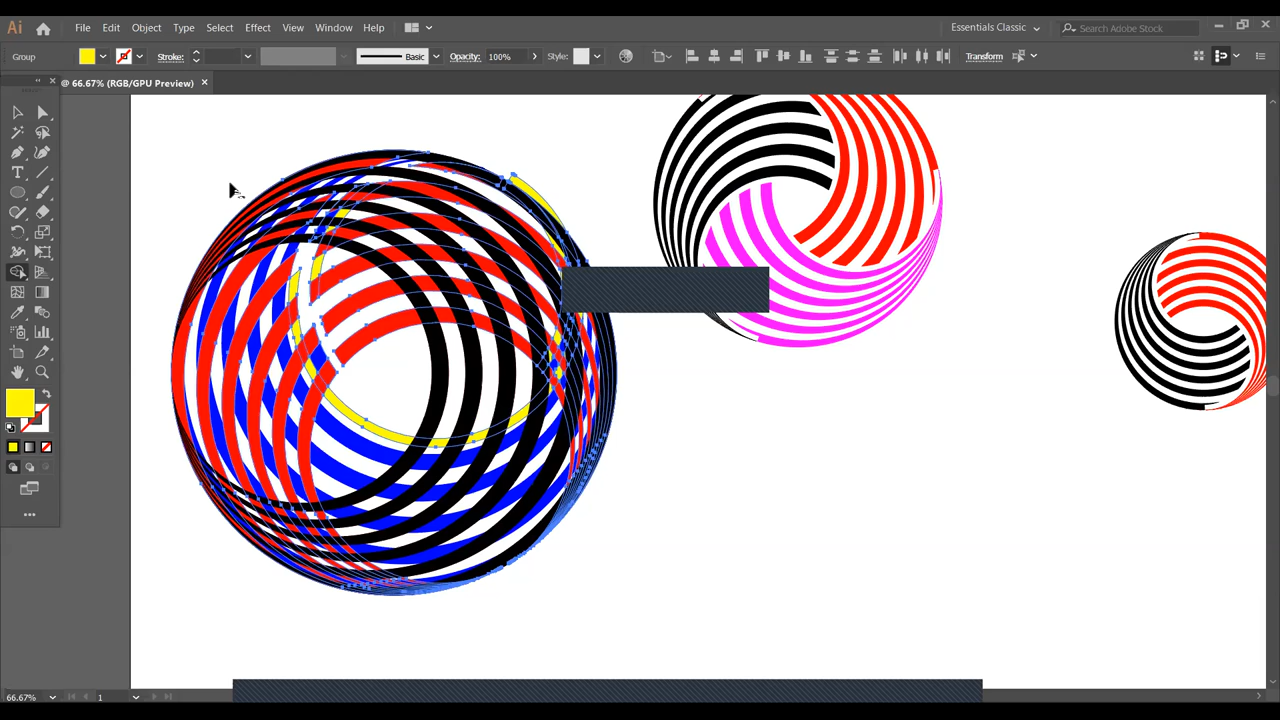 Ai File Edit Object Type Select Effect View Window Help Essentials Classic Search Adobe Stock
Group Stroke: Basic Opacity: 100% Style: Transform
@ 66.67% (RGB/GPU Preview)
66.67% 1